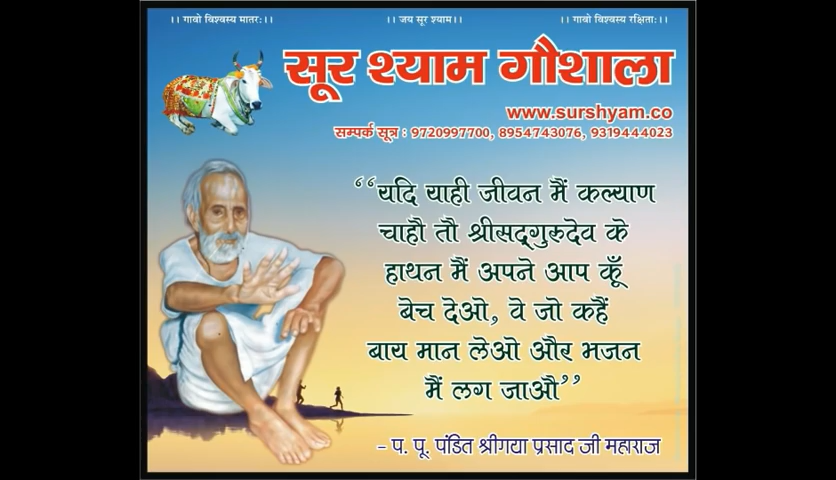 ।। गावो विश्वस्य मातरः।। ।। जय सूर श्याम।। ।। गावो विश्वस्य रक्षिताः।।
सूर श्याम गौशाला
www.surshyam.co
सम्पर्क सूत्र : 9720997700, 8954743076, 9319444023
“यदि याही जीवन मैं कल्याण
चाहौ तौ श्रीसद्गुरुदेव के
हाथन मैं अपने आप कूँ
बेच देओ, वे जो कहैं
बाय मान लेओ और भजन
मैं लग जाऔ”
- प. पू. पंडित श्रीगया प्रसाद जी महाराज